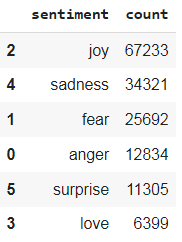 sentiment count
2 joy 67233
4 sadness 34321
1 fear 25692
0 anger 12834
5 surprise 11305
3 love 6399